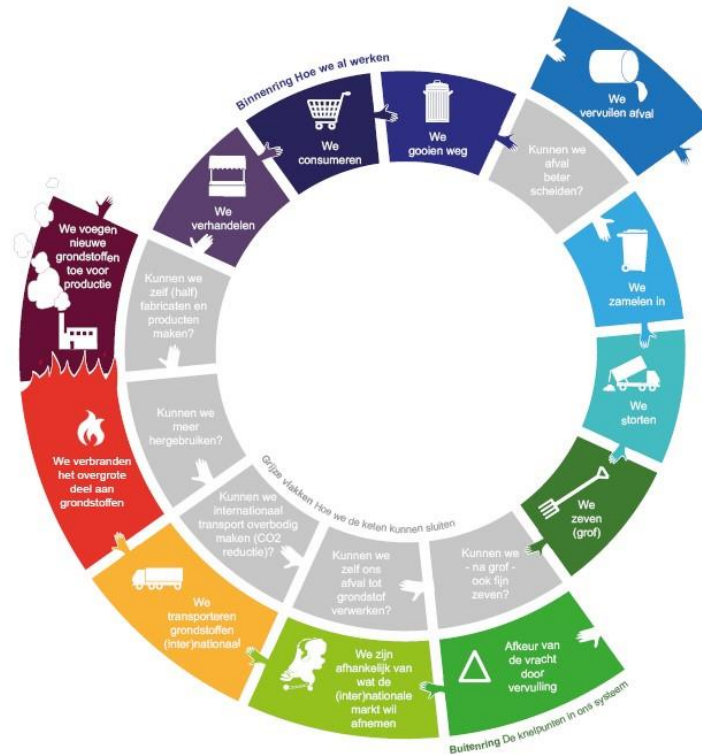 Binnenring Hoe we al werken
We
consumeren
We
gooien weg
Kunnen we
afval
beter
scheiden?
We
vervuilen afval
We
zamelen in
We
storten
We
zeven
(grof)
Kunnen we
- na grof -
ook fijn
zeven?
Afkeur van
de vracht
door
vervuiling
Buitenring De knelpunten in ons systeem
Kunnen we
zelf ons
afval tot
grondstof
verwerken?
We zijn
afhankelijk van
wat de
(inter)nationale
markt wil
afnemen
Grijze vlakken Hoe we de keten kunnen sluiten
Kunnen we
internationaal
transport overbodig
maken (CO2
reductie)?
We
transporteren
grondstoffen
(inter)nationaal
Kunnen we
meer
hergebruiken?
We verbranden
het overgrote
deel aan
grondstoffen
Kunnen we
zelf (half)
fabricaten en
producten
maken?
We voegen
nieuwe
grondstoffen
toe voor
productie
We
verhandelen